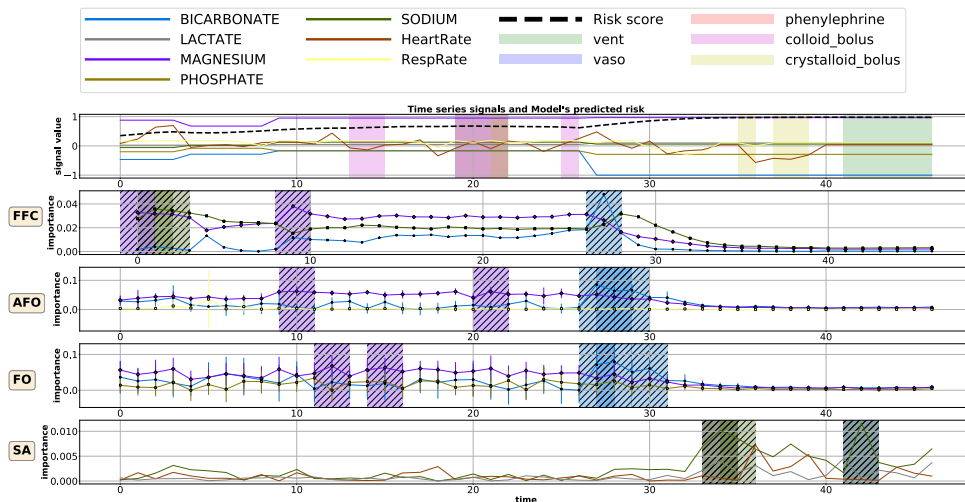 BICARBONATE SODIUM Risk score phenylephrine
LACTATE HeartRate vent colloid_bolus
MAGNESIUM RespRate vaso crystalloid_bolus
PHOSPHATE
Time series signals and Model's predicted risk
signal value
1
0
−1
0 10 20 30 40
FFC
importance
0.04
0.02
0.00
0 10 20 30 40
AFO
importance
0.1
0.0
0 10 20 30 40
FO
importance
0.1
0.0
0 10 20 30 40
SA
importance
0.010
0.005
0.000
0 10 20 30 40
time